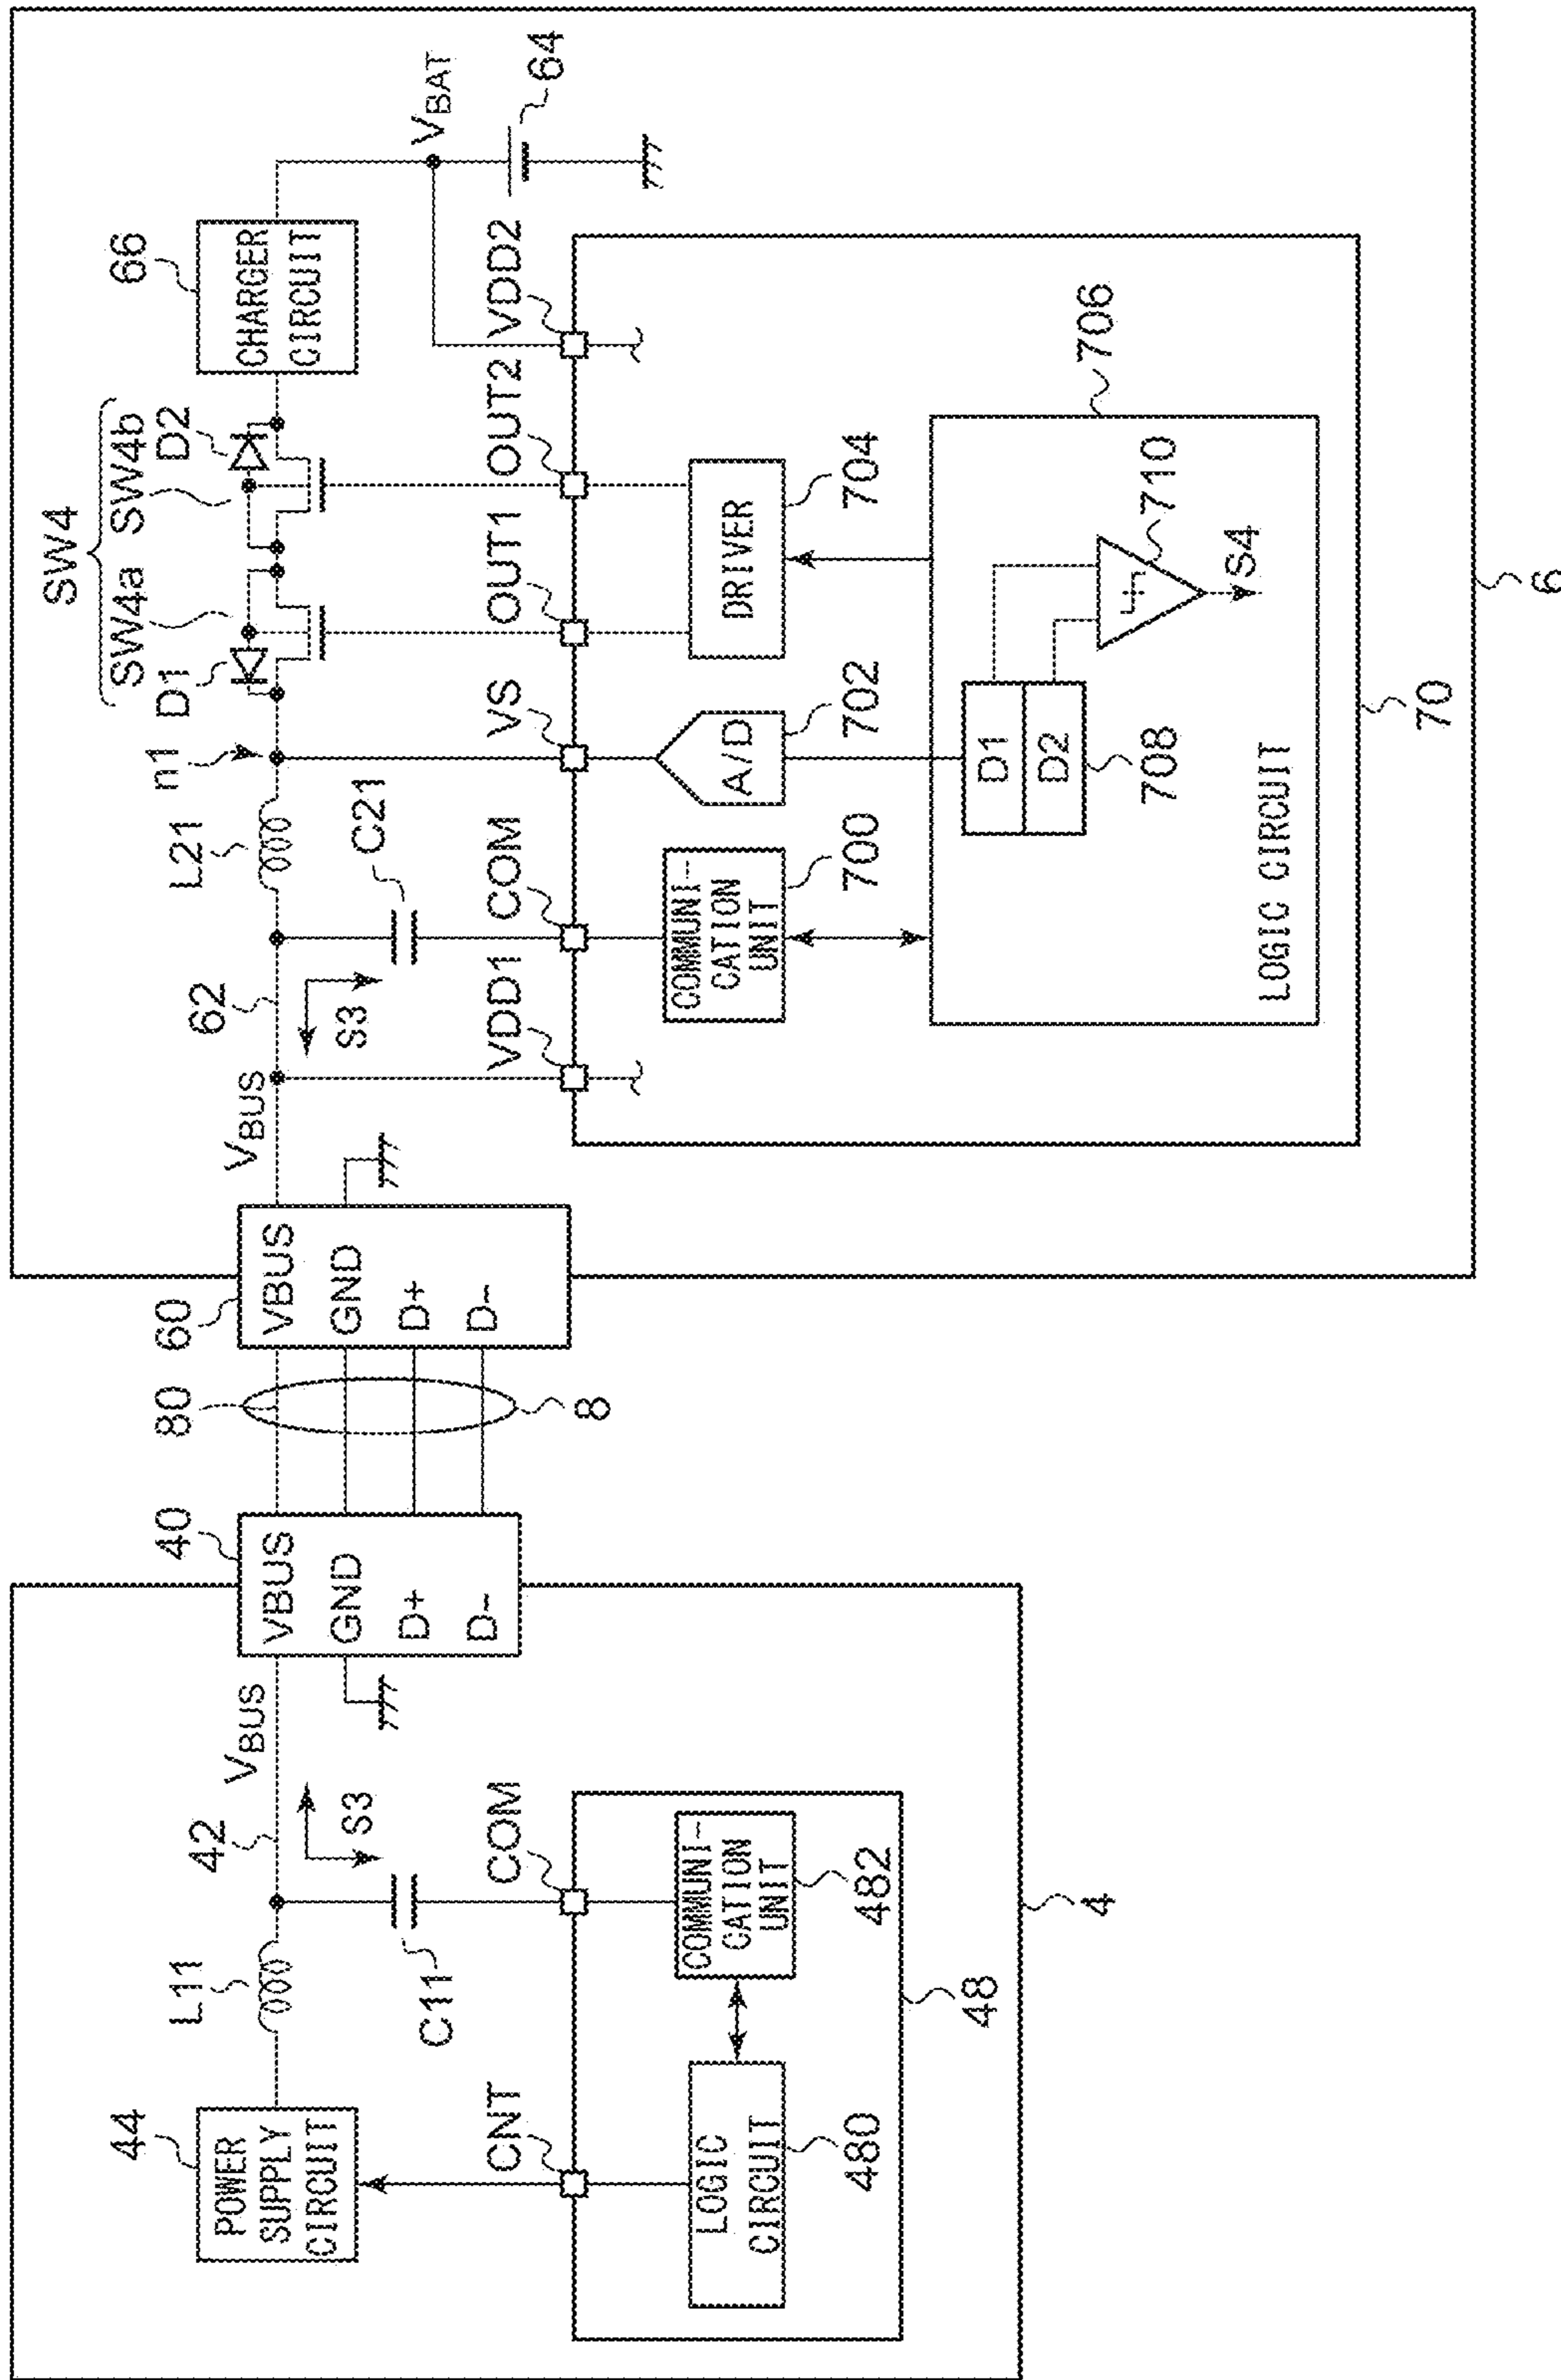 44
POWER
SUPPLY
CIRCUIT
L11
42
VBUS
S3
C11
CNT
COM
LOGIC
CIRCUIT
480
COMMUNI-
CATION
UNIT
482
48
4
40
VBUS
GND
D+
D-
80
8
60
VBUS
GND
D+
D-
VBUS
62
S3
L21
C21
n1
SW4
SW4a
SW4b
D1
D2
66
CHARGER
CIRCUIT
VBAT
64
VDD1
COM
VS
OUT1
OUT2
VDD2
COMMUNI-
CATION
UNIT
700
A/D
702
DRIVER
704
706
D1
D2
708
710
S4
LOGIC CIRCUIT
70
6